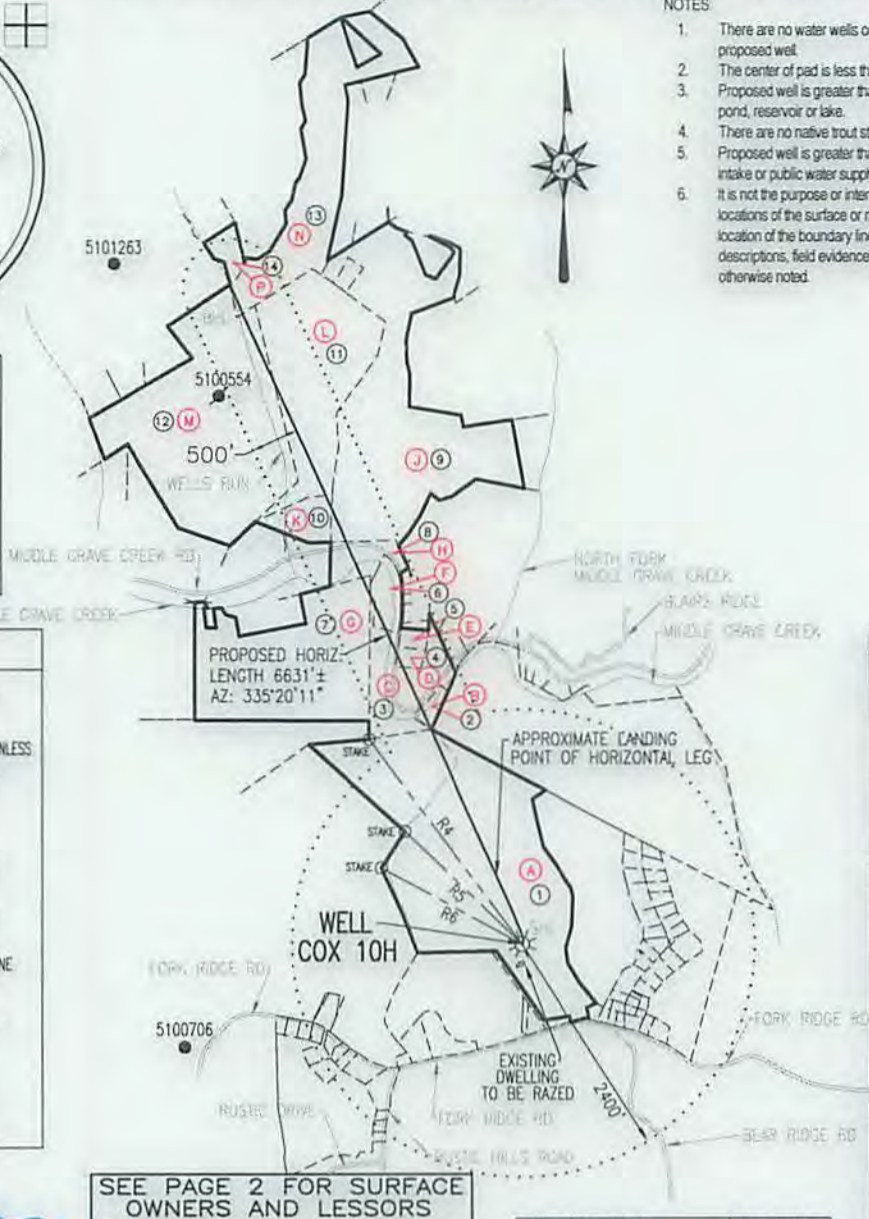 NOTES
1. There are no water wells o
proposed well.
2. The center of pad is less th
3. Proposed well is greater tha
pond, reservoir or lake.
4. There are no native trout st
5. Proposed well is greater tha
intake or public water suppl
6. It is not the purpose or inter
locations of the surface or
location of the boundary lin
descriptions, field evidence
otherwise noted.
N
13
N
5101263
14
P
BHL
L
11
5100554
12 M
500'
J 9
WELLS RUN
K 10
8
H
MIDDLE GRAVE CREEK RD
F
6
NORTH FORK
MIDDLE GRAVE CREEK
5
E
BLAIRS RIDGE
E GRAVE CREEK
MIDDLE GRAVE CREEK
7 G
4
D
PROPOSED HORIZ.
LENGTH 6631'±
AZ: 335°20'11"
C
B
3
2
NLESS
STAKE
APPROXIMATE LANDING
POINT OF HORIZONTAL LEG
R4
STAKE
STAKE
R5
R6
A
1
WELL
COX 10H
NE
FORK RIDGE RD
5100706
FORK RIDGE RD
EXISTING
DWELLING
TO BE RAZED
2400'
RUSTIC DRIVE
FORK RIDGE RD
BEAR RIDGE RD
RUSTIC HILLS ROAD
SEE PAGE 2 FOR SURFACE
OWNERS AND LESSORS